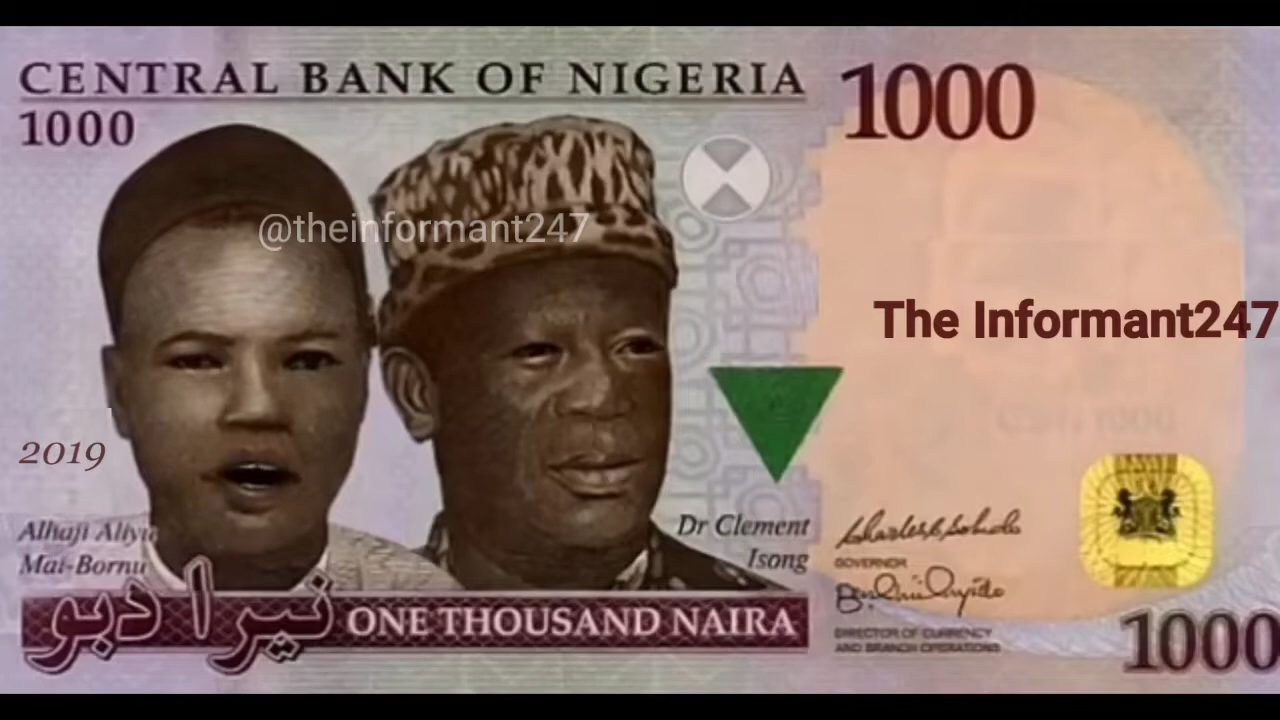 CENTRAL BANK OF NIGERIA
1000
1000
@theinformant247
The Informant247
2019
Alhaji Aliyu
Mai-Bornu
Dr Clement
Isong
GOVERNOR
DIRECTOR OF CURRENCY
AND BRANCH OPERATIONS
نيرا دبو
ONE THOUSAND NAIRA
1000